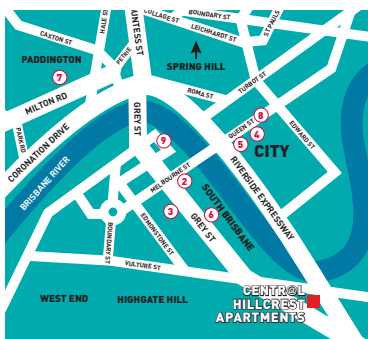 BOUNDARY ST
COLLAGE ST
LEICHHARDT ST
ST PAULS
HALE ST
CAXTON ST
PETRIE
PADDINGTON
SPRING HILL
7
TURBOT ST
ROMA ST
MILTON RD
GREY ST
8
QUEEN ST
4
EDWARD ST
PARK RD
CORONATION DRIVE
9
5
CITY
BRISBANE RIVER
MELBOURNE ST
2
RIVERSIDE EXPRESSWAY
SOUTH BRISBANE
3
6
GREY ST
EDMONSTONE ST
BOUNDARY ST
VULTURE ST
WEST END
HIGHGATE HILL
CENTR@L
HILLCREST
APARTMENTS